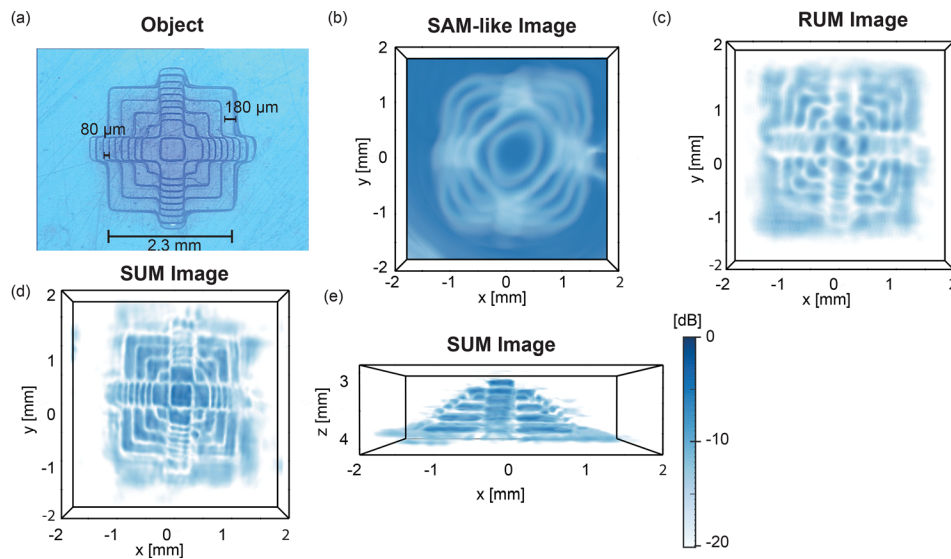 (a)
Object
180 μm
80 μm
2.3 mm
(b)
SAM-like Image
2
1
0
-1
-2
y [mm]
-2
-1
0
1
2
x [mm]
(c)
RUM Image
2
1
0
-1
-2
y [mm]
-2
-1
0
1
2
x [mm]
(d)
SUM Image
2
1
0
-1
-2
y [mm]
-2
-1
0
1
2
x [mm]
(e)
SUM Image
3
4
z [mm]
-2
-1
0
1
2
x [mm]
[dB]
0
-10
-20